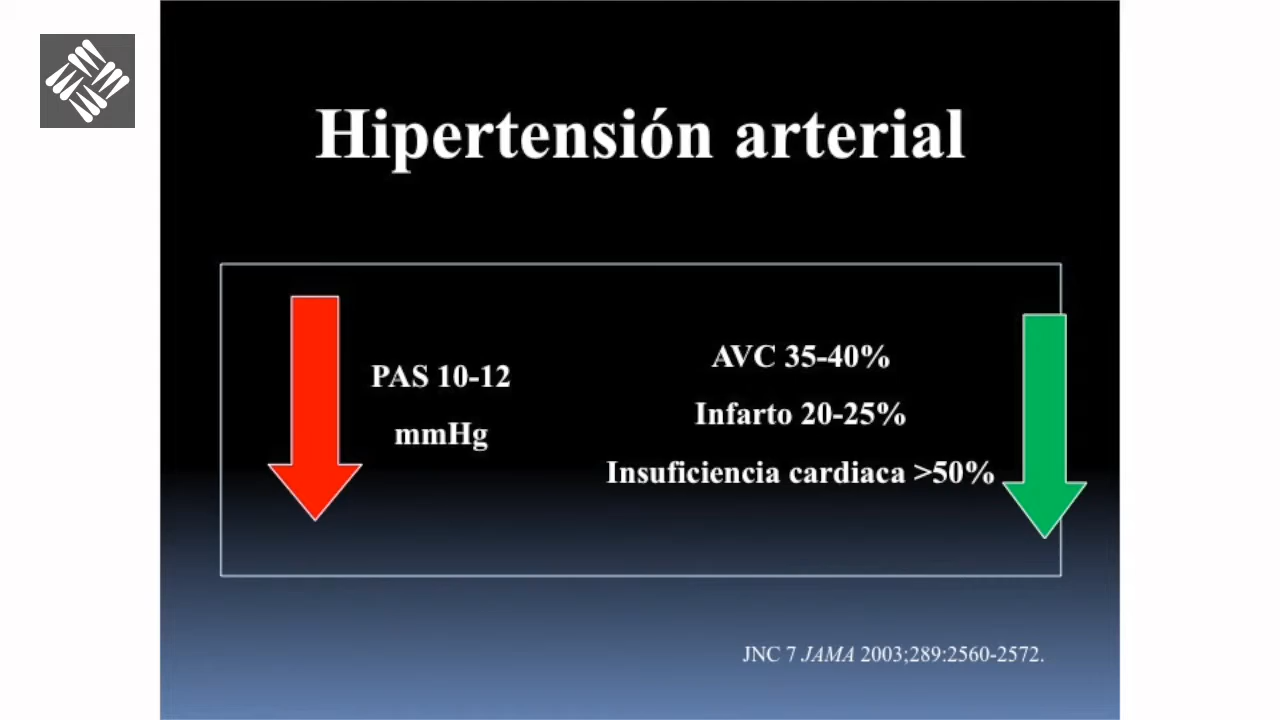 Hipertensión arterial
PAS 10-12
mmHg
AVC 35-40%
Infarto 20-25%
Insuficiencia cardiaca >50%
JNC 7 JAMA 2003;289:2560-2572.